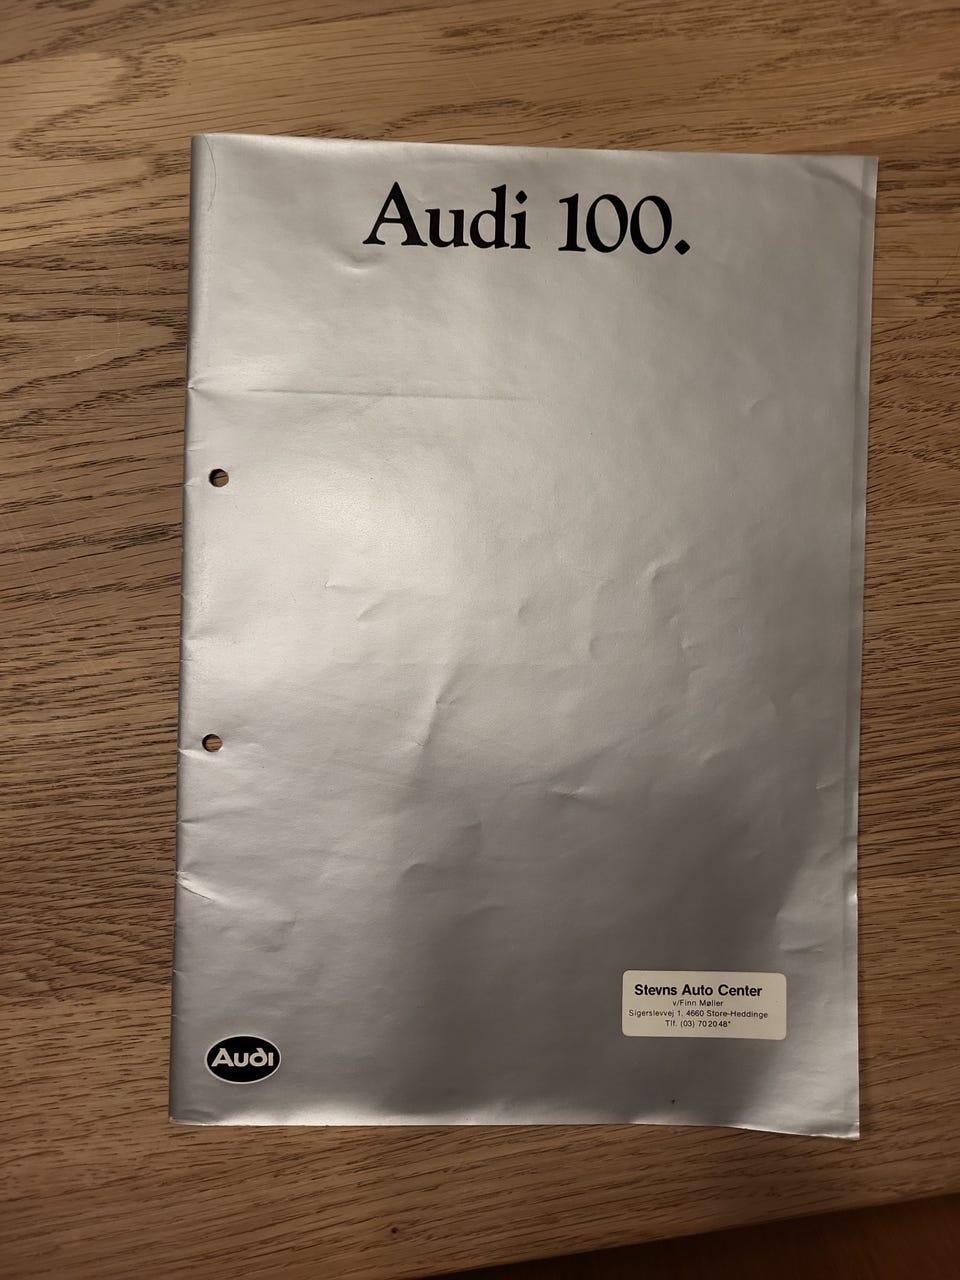 Audi 100.
Stevns Auto Center
v/Finn Møller
Sigerslevvej 1, 4660 Store-Heddinge
Tlf. (03) 70 20 48*
Audi